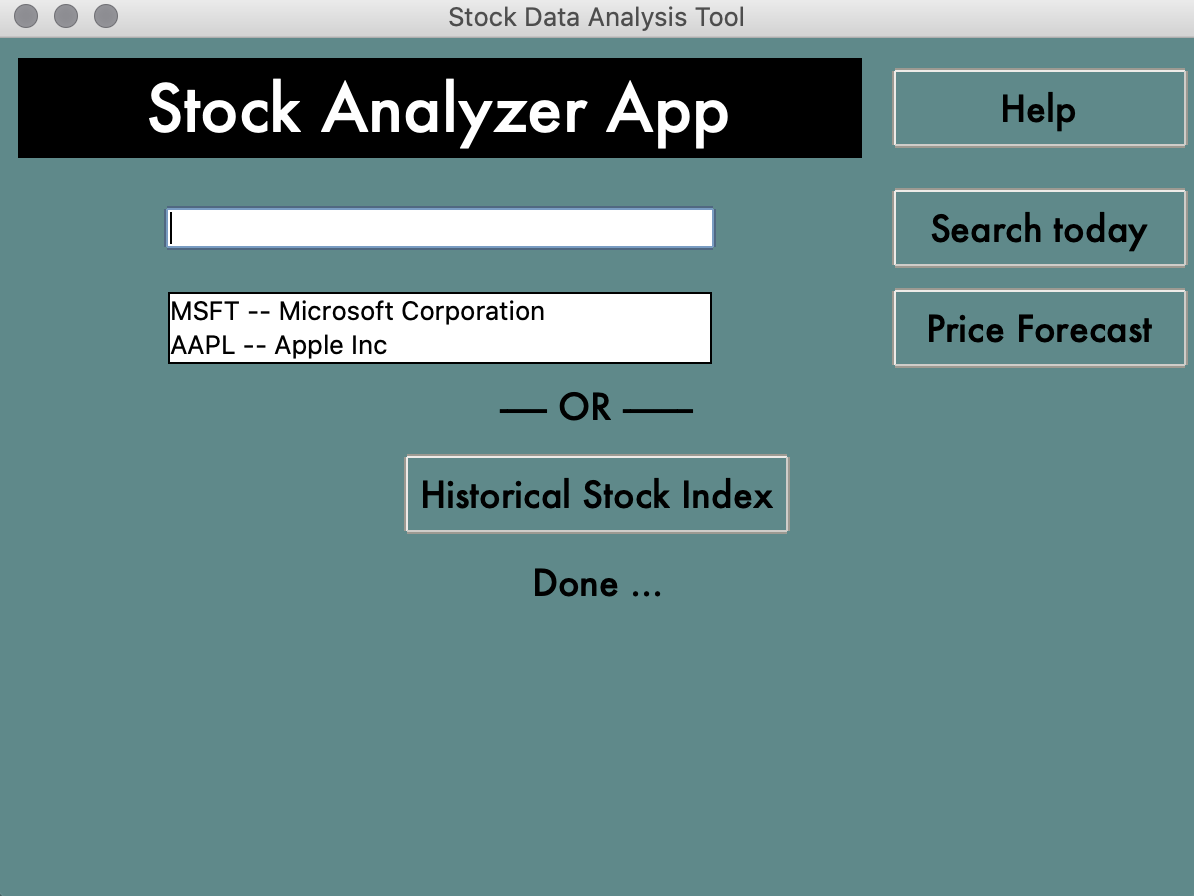 Stock Data Analysis Tool
Stock Analyzer App
Help
Search today
MSFT -- Microsoft Corporation
AAPL -- Apple Inc
Price Forecast
–– OR –––
Historical Stock Index
Done ...